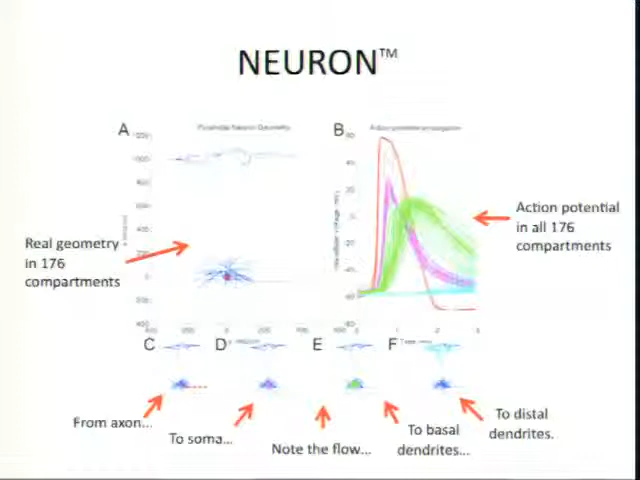 NEURON™
A
B
Real geometry
in 176
compartments
Action potential
in all 176
compartments
C
D
E
F
From axon...
To soma...
Note the flow...
To basal
dendrites...
To distal
dendrites.